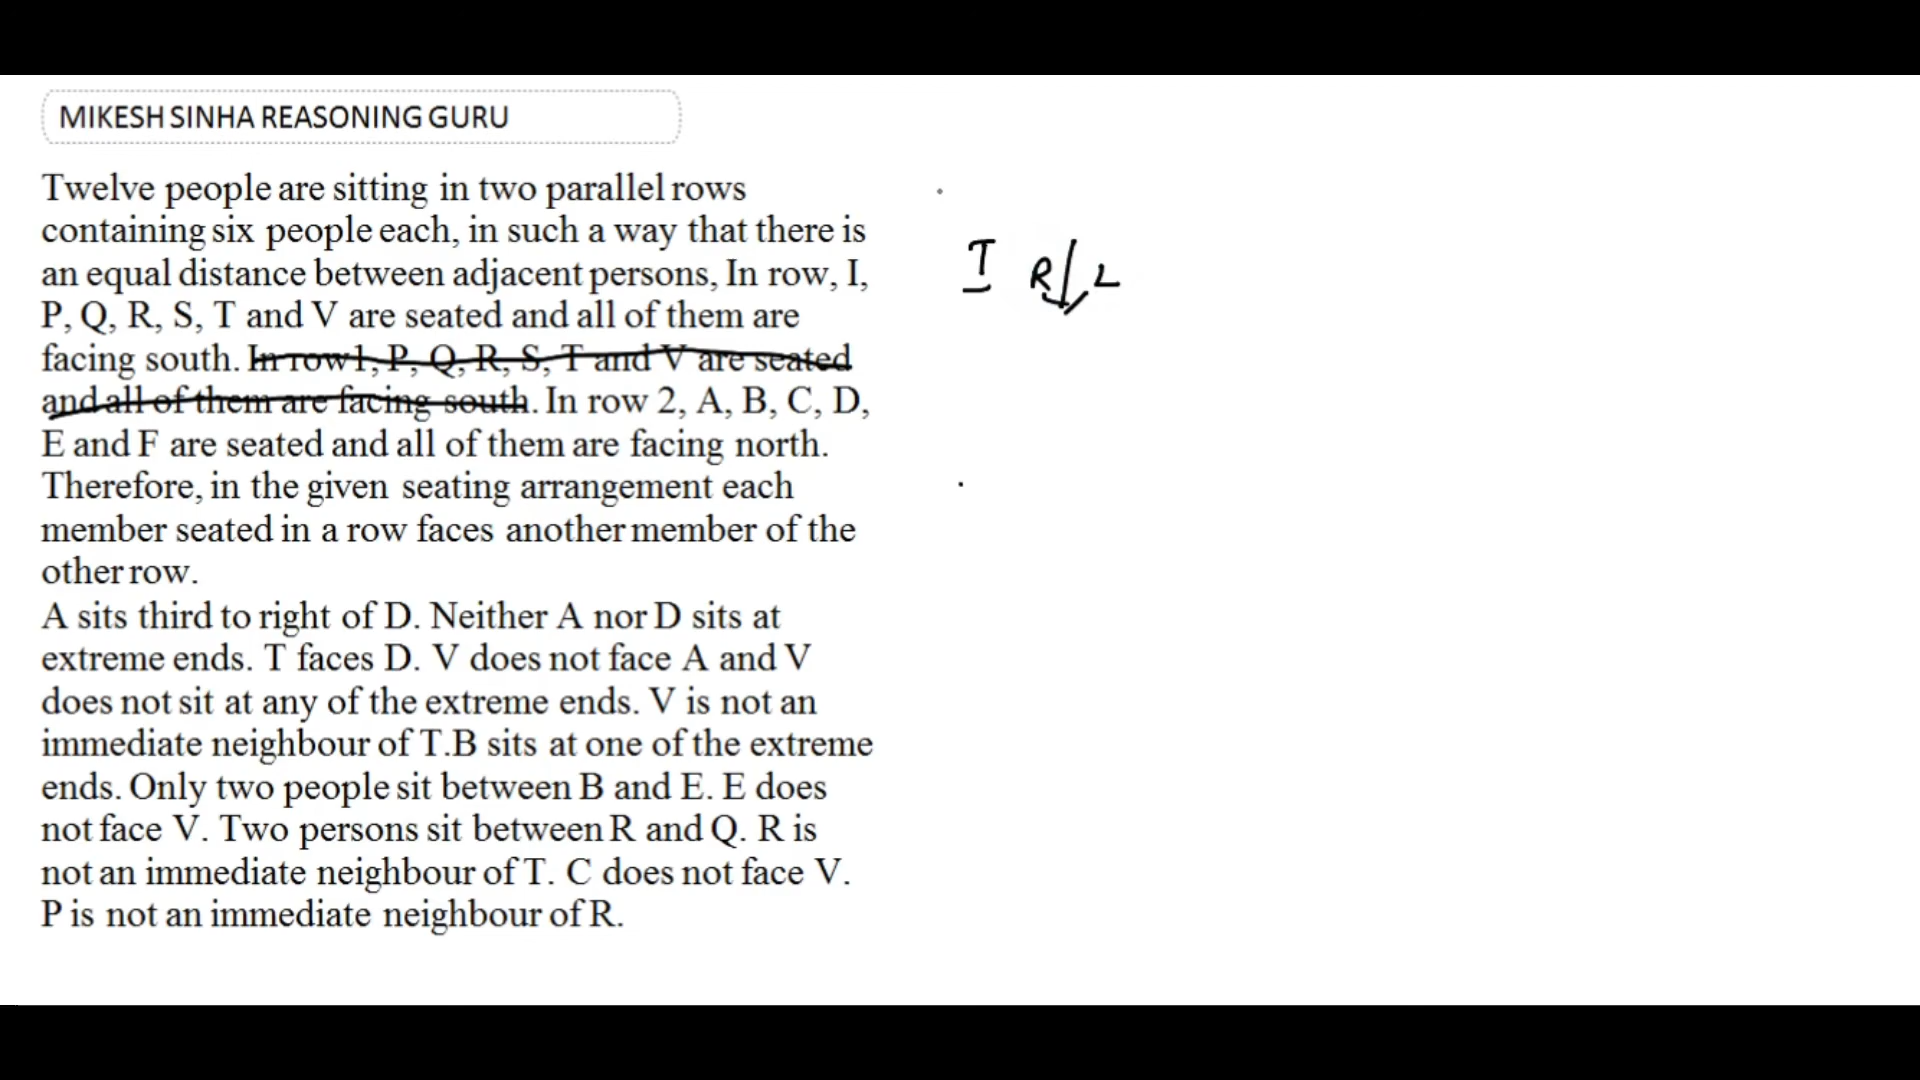 MIKESH SINHA REASONING GURU
Twelve people are sitting in two parallel rows
containing six people each, in such a way that there is
an equal distance between adjacent persons, In row, I,
P, Q, R, S, T and V are seated and all of them are
facing south. In row1, P, Q, R, S, T and V are seated
and all of them are facing south. In row 2, A, B, C, D,
E and F are seated and all of them are facing north.
Therefore, in the given seating arrangement each
member seated in a row faces another member of the
other row.
A sits third to right of D. Neither A nor D sits at
extreme ends. T faces D. V does not face A and V
does not sit at any of the extreme ends. V is not an
immediate neighbour of T.B sits at one of the extreme
ends. Only two people sit between B and E. E does
not face V. Two persons sit between R and Q. R is
not an immediate neighbour of T. C does not face V.
P is not an immediate neighbour of R.
I R L